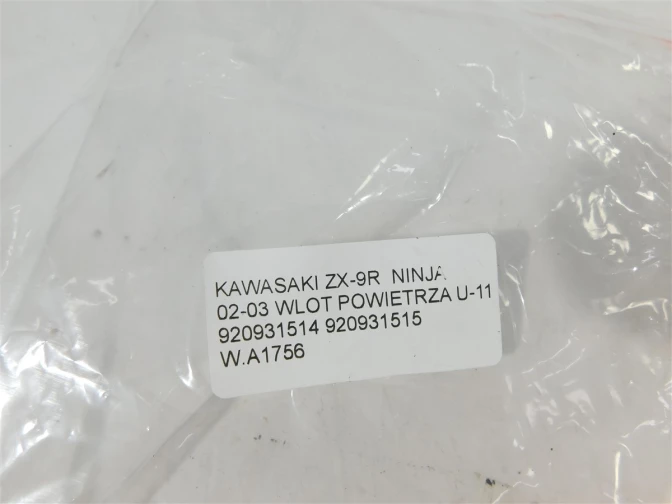 KAWASAKI ZX-9R NINJA
02-03 WLOT POWIETRZA U-11
920931514 920931515
W.A1756